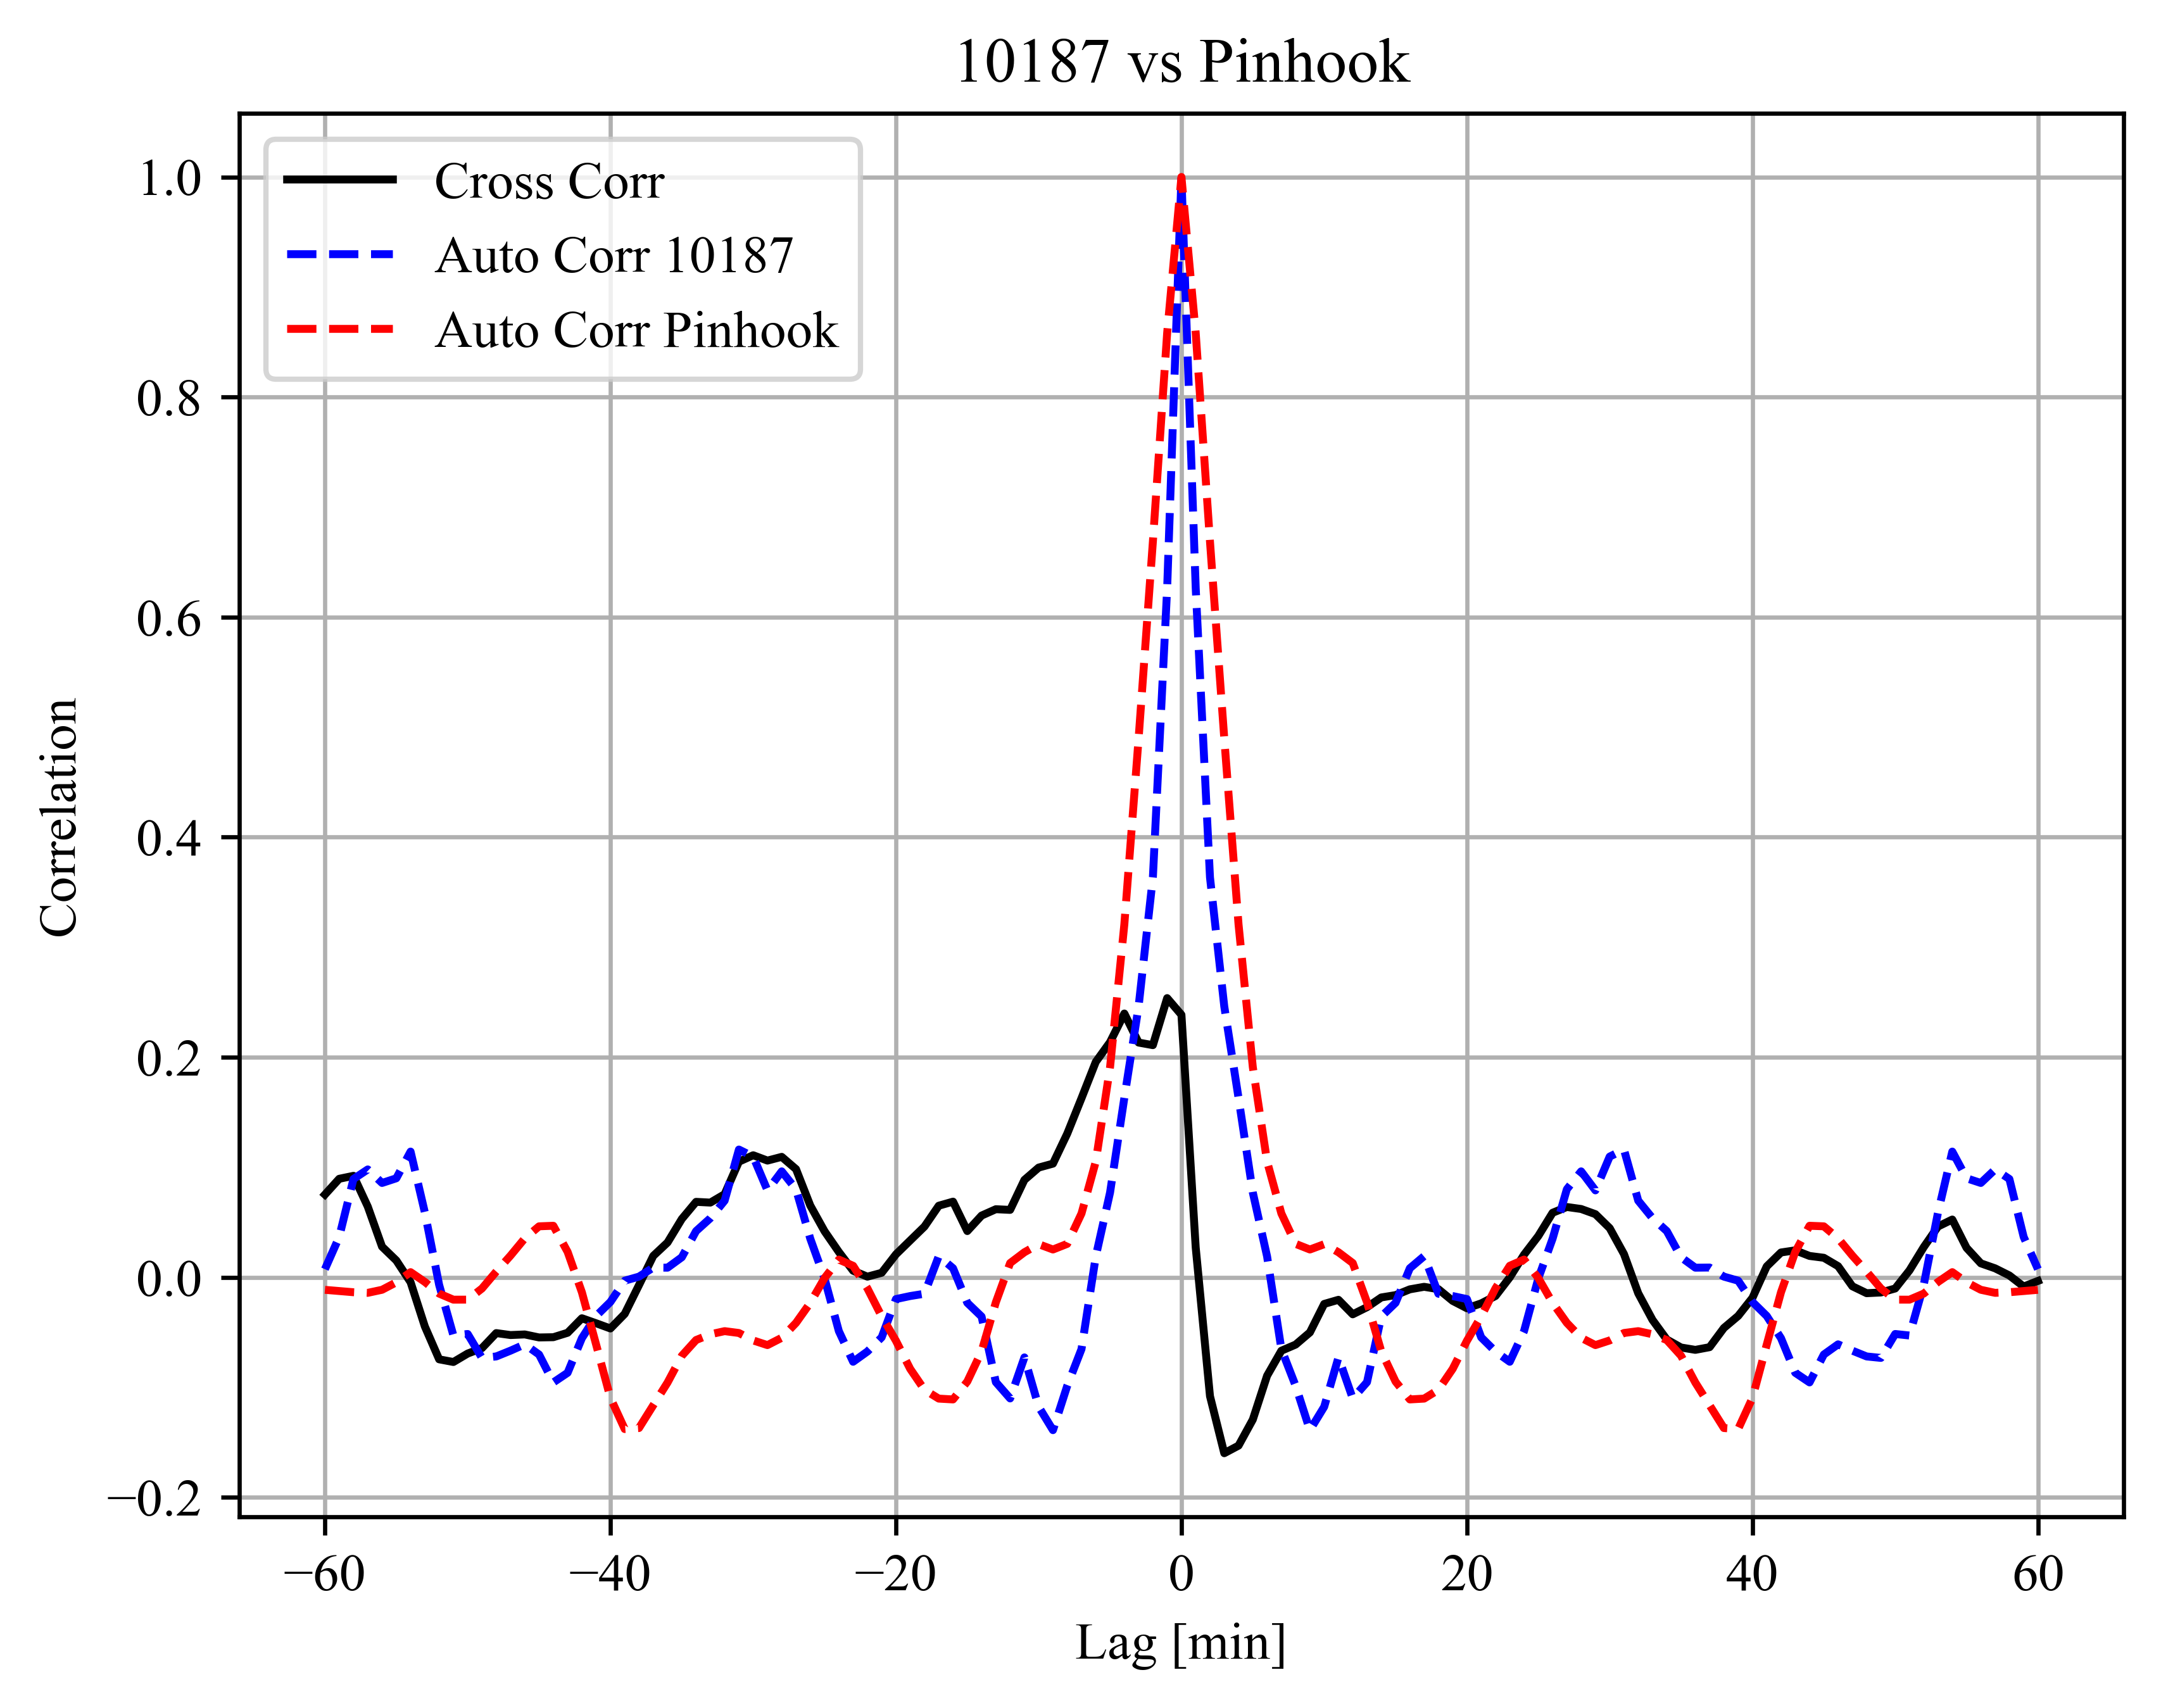 10187 vs Pinhook
Cross Corr
Auto Corr 10187
Auto Corr Pinhook
1.0
0.8
0.6
0.4
0.2
0.0
−0.2
Correlation
−60 −40 −20 0 20 40 60
Lag [min]